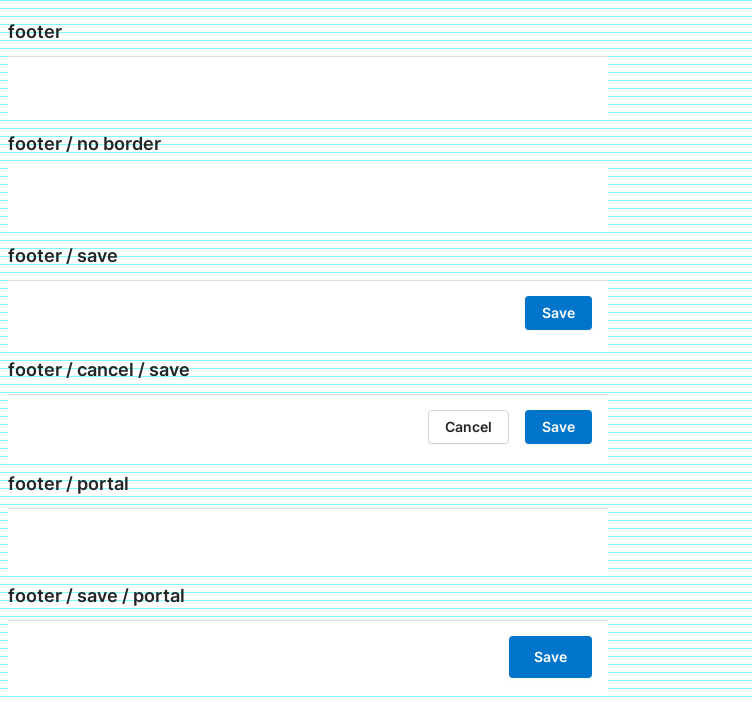 footer
footer / no border
footer / save
Save
footer / cancel / save
Cancel Save
footer / portal
footer / save / portal
Save